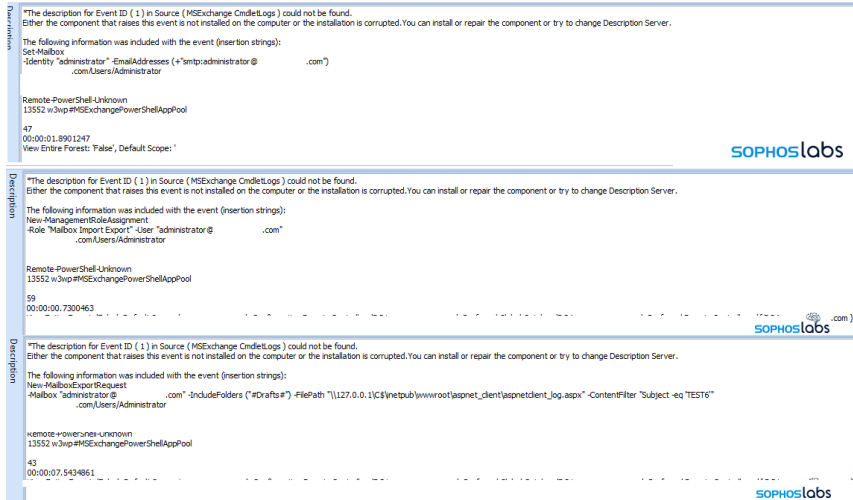 Description
"The description for Event ID ( 1 ) in Source ( MSExchange CmdletLogs ) could not be found.
Either the component that raises this event is not installed on the computer or the installation is corrupted.You can install or repair the component or try to change Description Server.
The following information was included with the event (insertion strings):
Set-Mailbox
-Identity "administrator" -EmailAddresses (+"smtp:administrator@ .com")
.com/Users/Administrator
Remote-PowerShell-Unknown
13552 w3wp#MSExchangePowerShellAppPool
47
00:00:01.8901247
View Entire Forest: 'False', Default Scope: '
SOPHOSLabs
Description
"The description for Event ID ( 1 ) in Source ( MSExchange CmdletLogs ) could not be found.
Either the component that raises this event is not installed on the computer or the installation is corrupted.You can install or repair the component or try to change Description Server.
The following information was included with the event (insertion strings):
New-ManagementRoleAssignment
-Role "Mailbox Import Export" -User "administrator@ .com"
.com/Users/Administrator
Remote-PowerShell-Unknown
13552 w3wp#MSExchangePowerShellAppPool
59
00:00:00.7300463
.com }
SOPHOSLabs
Description
"The description for Event ID ( 1 ) in Source ( MSExchange CmdletLogs ) could not be found.
Either the component that raises this event is not installed on the computer or the installation is corrupted.You can install or repair the component or try to change Description Server.
The following information was included with the event (insertion strings):
New-MailboxExportRequest
-Mailbox "administrator@ .com" -IncludeFolders ("#Drafts#") -FilePath "\\127.0.0.1\C$\inetpub\wwwroot\aspnet_client\aspnetclient_log.aspx" -ContentFilter "Subject -eq 'TEST6'"
.com/Users/Administrator
Remote-PowerShell-Unknown
13552 w3wp#MSExchangePowerShellAppPool
43
00:00:07.5434861
SOPHOSLabs